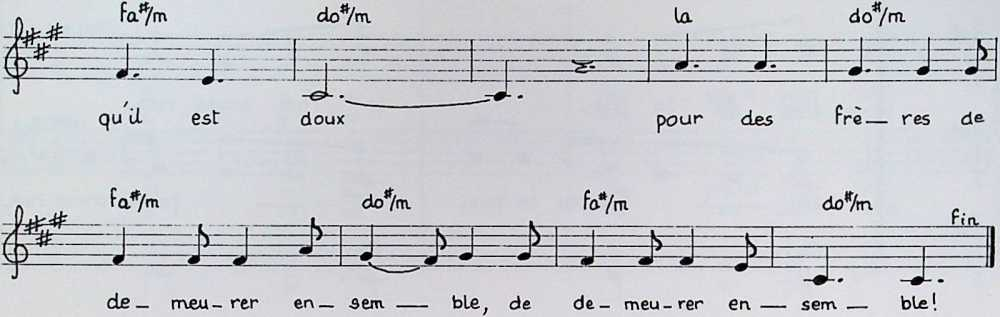 fa#/m do#/m la do#/m
qu'il est doux pour des frè— res de
fa#/m do#/m fa#/m do#/m fin
de— meu—rer en— sem — ble, de de— meu—rer en— sem — ble!